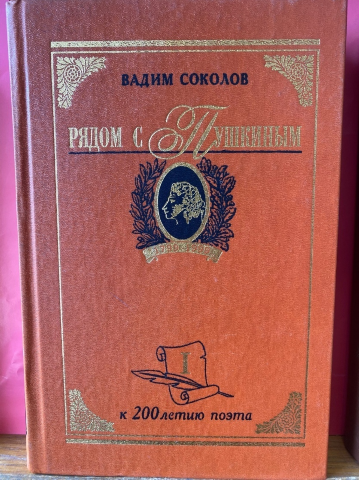 ВАДИМ СОКОЛОВ
РЯДОМ С ПУШКИНЫМ
к 200летию поэта